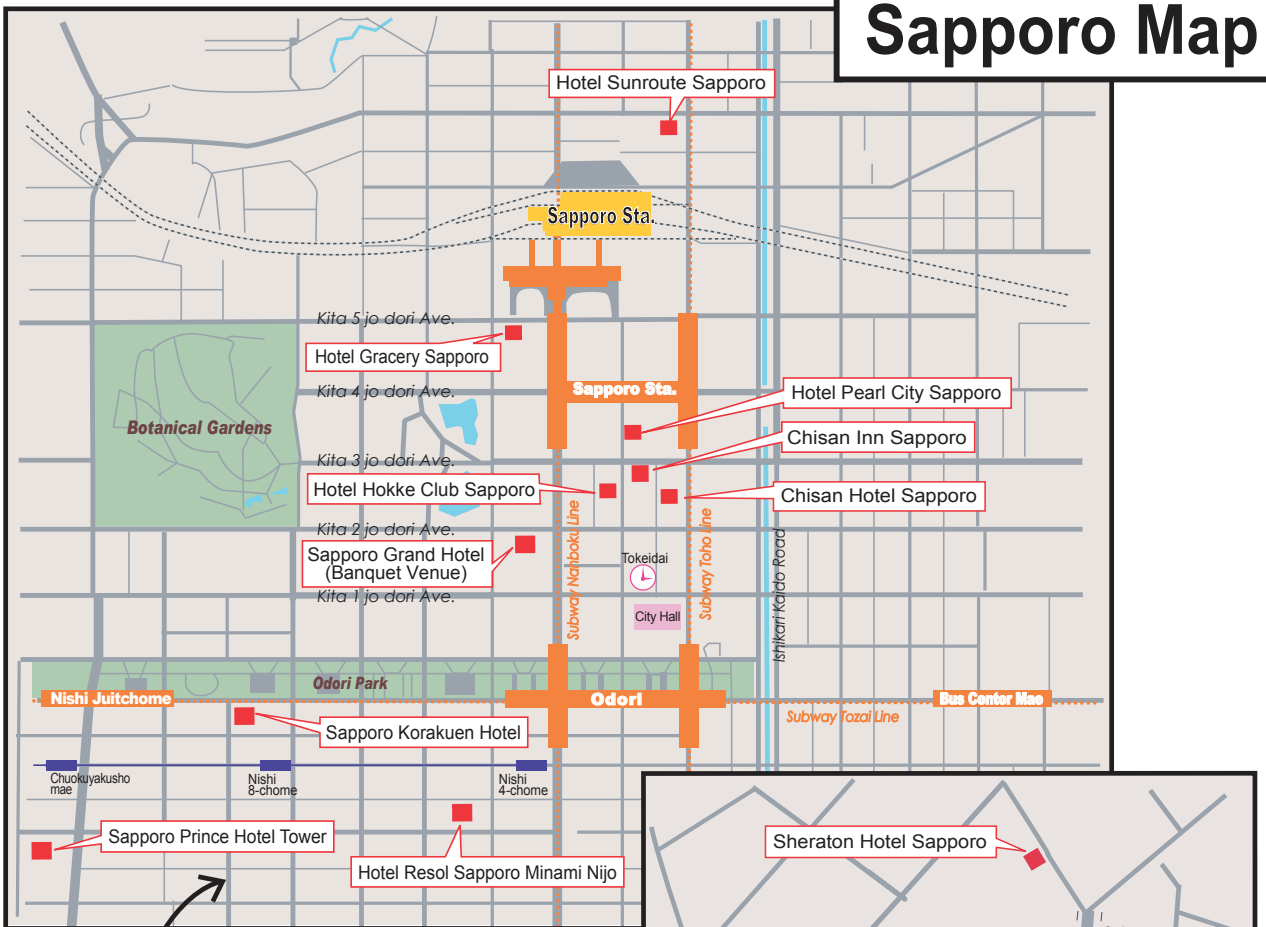 Sapporo Map
Hotel Sunroute Sapporo
Sapporo Sta.
Kita 5 jo dori Ave.
Hotel Gracery Sapporo
Kita 4 jo dori Ave.
Sapporo Sta.
Hotel Pearl City Sapporo
Botanical Gardens
Chisan Inn Sapporo
Kita 3 jo dori Ave.
Hotel Hokke Club Sapporo
Chisan Hotel Sapporo
Kita 2 jo dori Ave.
Sapporo Grand Hotel
(Banquet Venue)
Kita 1 jo dori Ave.
Subway Nanboku Line
Tokeidai
City Hall
Subway Toho Line
Ishikari Kaido Road
Odori Park
Nishi Juitchome
Odori
Bus Center Mae
Subway Tozai Line
Sapporo Korakuen Hotel
Chuokuyakusho
mae
Nishi
8-chome
Nishi
4-chome
Sapporo Prince Hotel Tower
Hotel Resol Sapporo Minami Nijo
Sheraton Hotel Sapporo